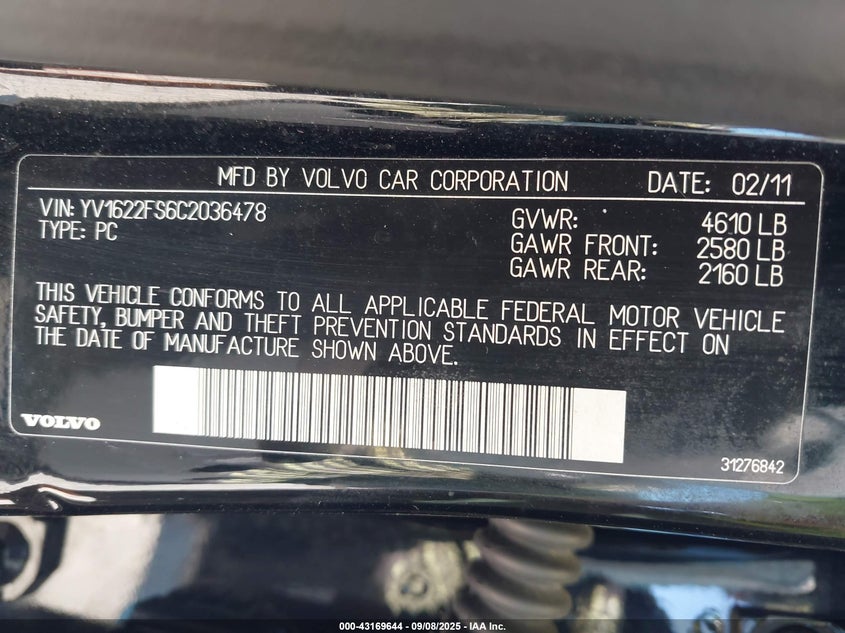 MFD BY VOLVO CAR CORPORATION DATE: 02/11
VIN: YV1622FS6C2036478
TYPE: PC
GVWR: 4610 LB
GAWR FRONT: 2580 LB
GAWR REAR: 2160 LB
THIS VEHICLE CONFORMS TO ALL APPLICABLE FEDERAL MOTOR VEHICLE
SAFETY, BUMPER AND THEFT PREVENTION STANDARDS IN EFFECT ON
THE DATE OF MANUFACTURE SHOWN ABOVE.
VOLVO
31276842
000-43169644 - 09/08/2025 - IAA Inc.